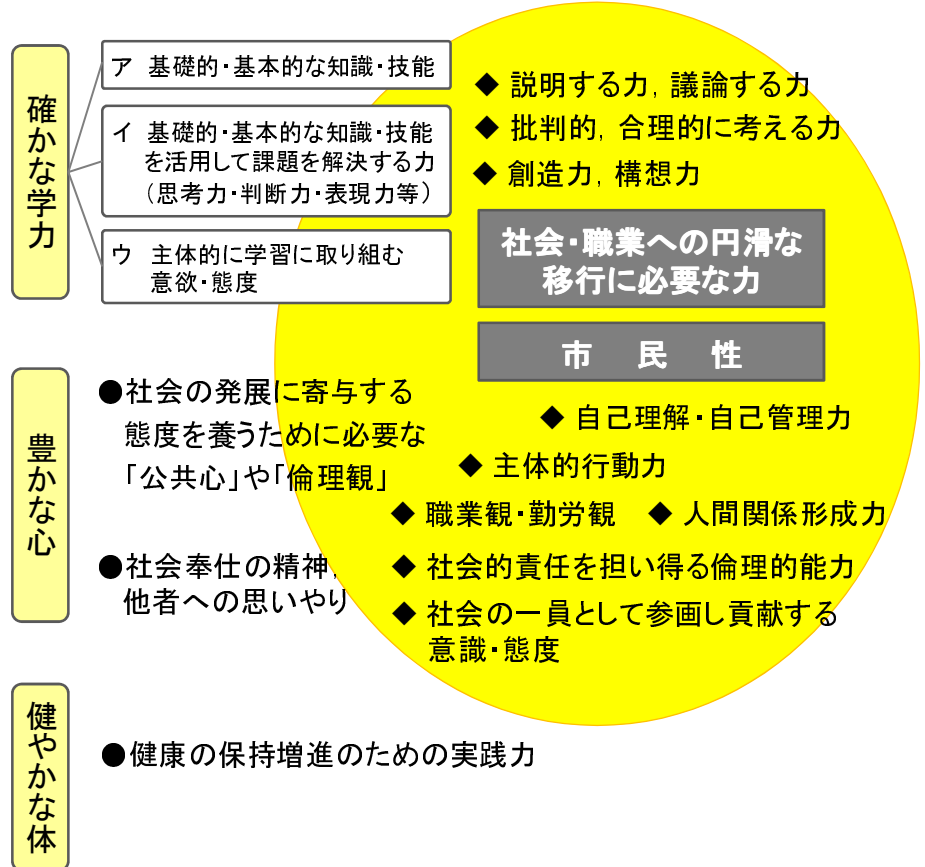 確かな学力
ア 基礎的･基本的な知識･技能
イ 基礎的･基本的な知識･技能
を活用して課題を解決する力
（思考力･判断力･表現力等）
ウ 主体的に学習に取り組む
意欲･態度
◆ 説明する力，議論する力
◆ 批判的，合理的に考える力
◆ 創造力，構想力
社会･職業への円滑な
移行に必要な力
市 民 性
豊かな心
●社会の発展に寄与する
態度を養うために必要な
「公共心」や「倫理観」
●社会奉仕の精神，
他者への思いやり
◆ 自己理解･自己管理力
◆ 主体的行動力
◆ 職業観･勤労観 ◆ 人間関係形成力
◆ 社会的責任を担い得る倫理的能力
◆ 社会の一員として参画し貢献する
意識･態度
健やかな体
●健康の保持増進のための実践力